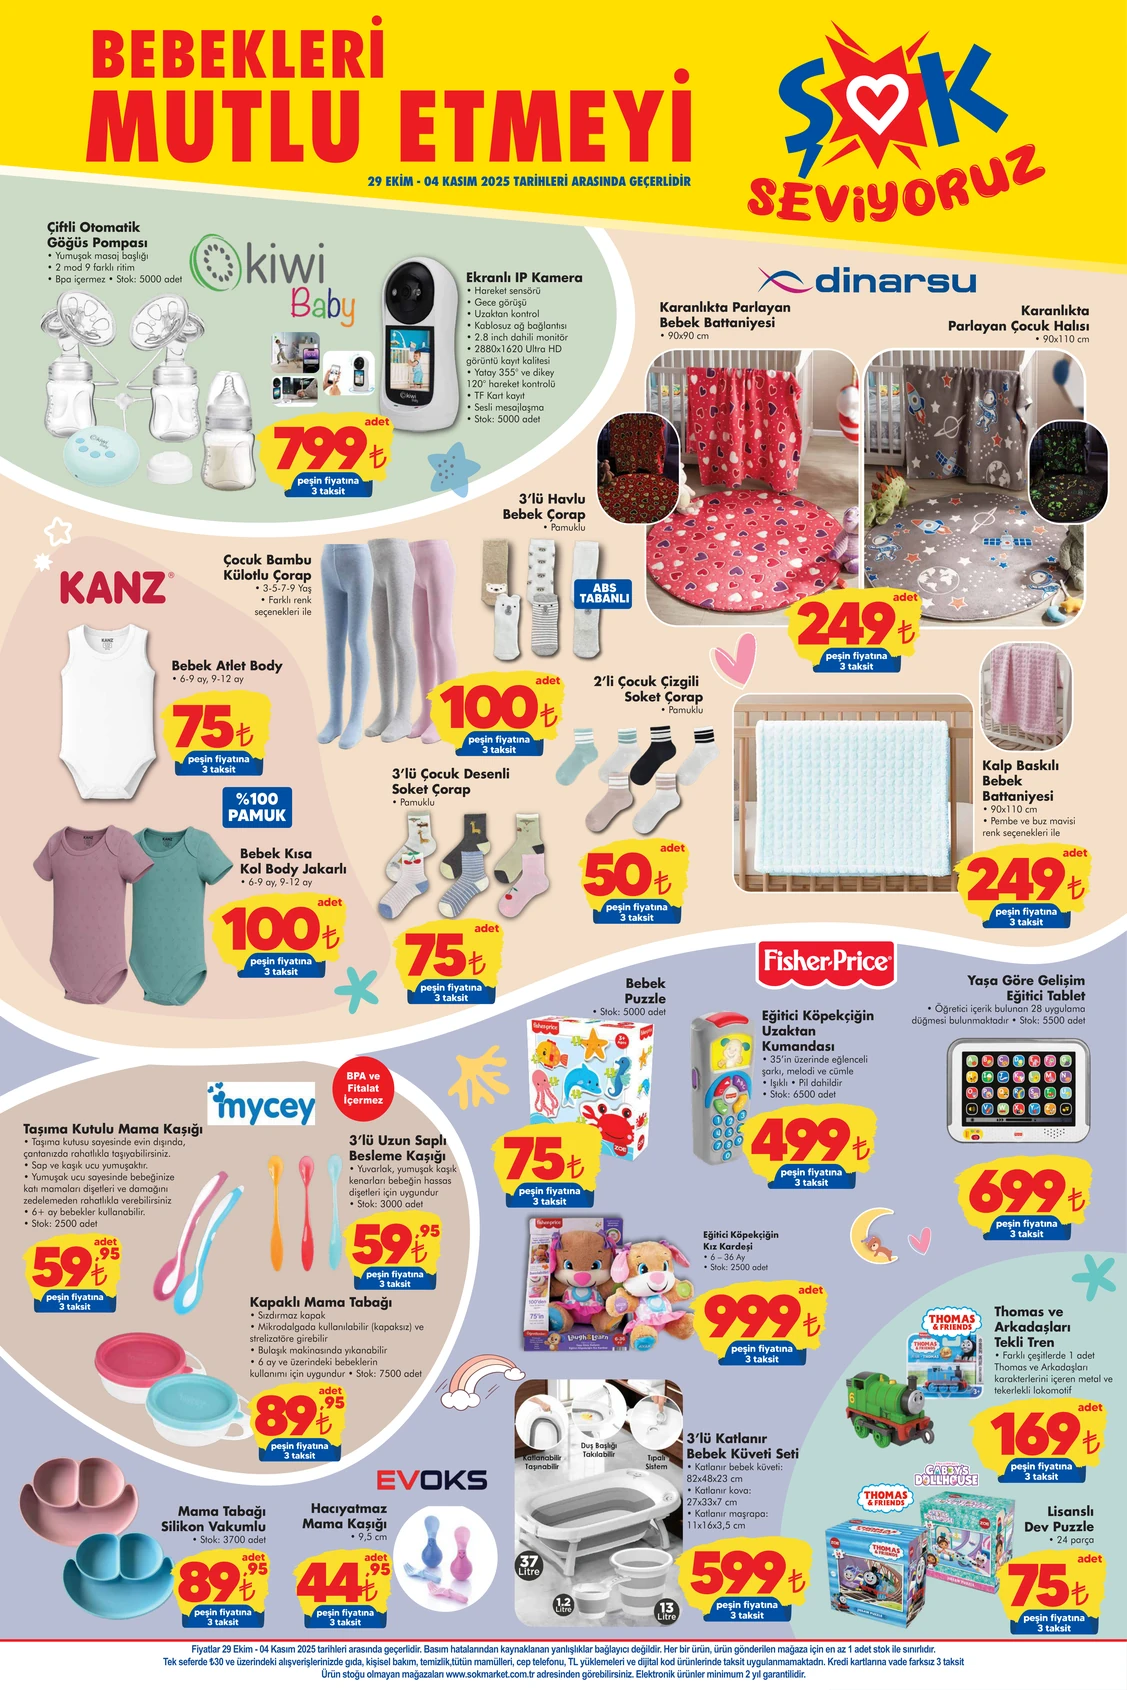 BEBEKLERİ
MUTLU ETMEYİ
29 EKİM - 04 KASIM 2025 TARİHLERİ ARASINDA GEÇERLİDİR
ŞOK
SEVİYORUZ
Çiftli Otomatik
Göğüs Pompası
• Yumuşak masaj başlığı
• 2 mod 9 farklı ritim
• Bpa içermez • Stok: 5000 adet
kiwi
Baby
Ekranlı IP Kamera
• Hareket sensörü
• Gece görüşü
• Uzaktan kontrol
• Kablosuz ağ bağlantısı
• 2.8 inch dahili monitör
• 2880x1620 Ultra HD
görüntü kayıt kalitesi
• Yatay 355° ve dikey
120° hareket kontrolü
• TF Kart kayıt
• Sesli mesajlaşma
• Stok: 5000 adet
adet
799₺
peşin fiyatına
3 taksit
dinarsu
Karanlıkta Parlayan
Bebek Battaniyesi
• 90x90 cm
Karanlıkta
Parlayan Çocuk Halısı
• 90x110 cm
adet
249₺
peşin fiyatına
3 taksit
KANZ®
Çocuk Bambu
Külotlu Çorap
• 3-5-7-9 Yaş
• Farklı renk
seçenekleri ile
3'lü Havlu
Bebek Çorap
• Pamuklu
ABS
TABANLI
adet
100₺
peşin fiyatına
3 taksit
KANZ
Bebek Atlet Body
• 6-9 ay, 9-12 ay
75₺
peşin fiyatına
3 taksit
%100
PAMUK
Bebek Kısa
Kol Body Jakarlı
• 6-9 ay, 9-12 ay
adet
100₺
peşin fiyatına
3 taksit
3'lü Çocuk Desenli
Soket Çorap
• Pamuklu
adet
75₺
peşin fiyatına
3 taksit
2'li Çocuk Çizgili
Soket Çorap
• Pamuklu
adet
50₺
peşin fiyatına
3 taksit
Kalp Baskılı
Bebek
Battaniyesi
• 90x110 cm
• Pembe ve buz mavisi
renk seçenekleri ile
adet
249₺
peşin fiyatına
3 taksit
Fisher-Price®
Bebek
Puzzle
• Stok: 5000 adet
adet
75₺
peşin fiyatına
3 taksit
Eğitici Köpekçiğin
Uzaktan
Kumandası
• 35'in üzerinde eğlenceli
şarkı, melodi ve cümle
• Işıklı • Pil dahildir
• Stok: 6500 adet
adet
499₺
peşin fiyatına
3 taksit
Yaşa Göre Gelişim
Eğitici Tablet
• Öğretici içerik bulunan 28 uygulama
düğmesi bulunmaktadır • Stok: 5500 adet
adet
699₺
peşin fiyatına
3 taksit
mycey
BPA ve
Fitalat
İçermez
Taşıma Kutulu Mama Kaşığı
• Taşıma kutusu sayesinde evin dışında,
çantanızda rahatlıkla taşıyabilirsiniz.
• Sap ve kaşık ucu yumuşaktır.
• Yumuşak ucu sayesinde bebeğinize
katı mamaları dişetleri ve damağını
zedelemeden rahatlıkla verebilirsiniz
• 6+ ay bebekler kullanabilir.
• Stok: 2500 adet
adet
59,95₺
peşin fiyatına
3 taksit
3'lü Uzun Saplı
Besleme Kaşığı
• Yuvarlak, yumuşak kaşık
kenarları bebeğin hassas
dişetleri için uygundur
• Stok: 3000 adet
59,95₺
peşin fiyatına
3 taksit
Kapaklı Mama Tabağı
• Sızdırmaz kapak
• Mikrodalgada kullanılabilir (kapaksız) ve
strelizatöre girebilir
• Bulaşık makinasında yıkanabilir
• 6 ay ve üzerindeki bebeklerin
kullanımı için uygundur • Stok: 7500 adet
adet
89,95₺
peşin fiyatına
3 taksit
Eğitici Köpekçiğin
Kız Kardeşi
• 6 – 36 Ay
• Stok: 2500 adet
adet
999₺
peşin fiyatına
3 taksit
THOMAS
& FRIENDS
Thomas ve
Arkadaşları
Tekli Tren
• Farklı çeşitlerde 1 adet
Thomas ve Arkadaşları
karakterlerini içeren metal ve
tekerlekli lokomotif
adet
169₺
peşin fiyatına
3 taksit
Katlanabilir
Taşınabilir
Duş Başlığı
Takılabilir
Tıpalı
Sistem
37
Litre
1.2
Litre
13
Litre
3'lü Katlanır
Bebek Küveti Seti
• Katlanır bebek küveti:
82x48x23 cm
• Katlanır kova:
27x33x7 cm
• Katlanır maşrapa:
11x16x3,5 cm
adet
599₺
peşin fiyatına
3 taksit
GABBY'S
DOLLHOUSE
THOMAS
& FRIENDS
Lisanslı
Dev Puzzle
• 24 parça
adet
75₺
peşin fiyatına
3 taksit
EVOKS
Mama Tabağı
Silikon Vakumlu
• Stok: 3700 adet
adet
89,95₺
peşin fiyatına
3 taksit
Hacıyatmaz
Mama Kaşığı
• 9,5 cm
adet
44,95₺
peşin fiyatına
3 taksit
Fiyatlar 29 Ekim - 04 Kasım 2025 tarihleri arasında geçerlidir. Basım hatalarından kaynaklanan yanlışlıklar bağlayıcı değildir. Her bir ürün, ürün gönderilen mağaza için en az 1 adet stok ile sınırlıdır.
Tek seferde ₺30 ve üzerindeki alışverişlerinizde gıda, kişisel bakım, temizlik,tütün mamulleri, cep telefonu, TL yüklemeleri ve dijital kod ürünlerinde taksit uygulanmamaktadır. Kredi kartlarına vade farksız 3 taksit
Ürün stoğu olmayan mağazaları www.sokmarket.com.tr adresinden görebilirsiniz. Elektronik ürünler minimum 2 yıl garantilidir.